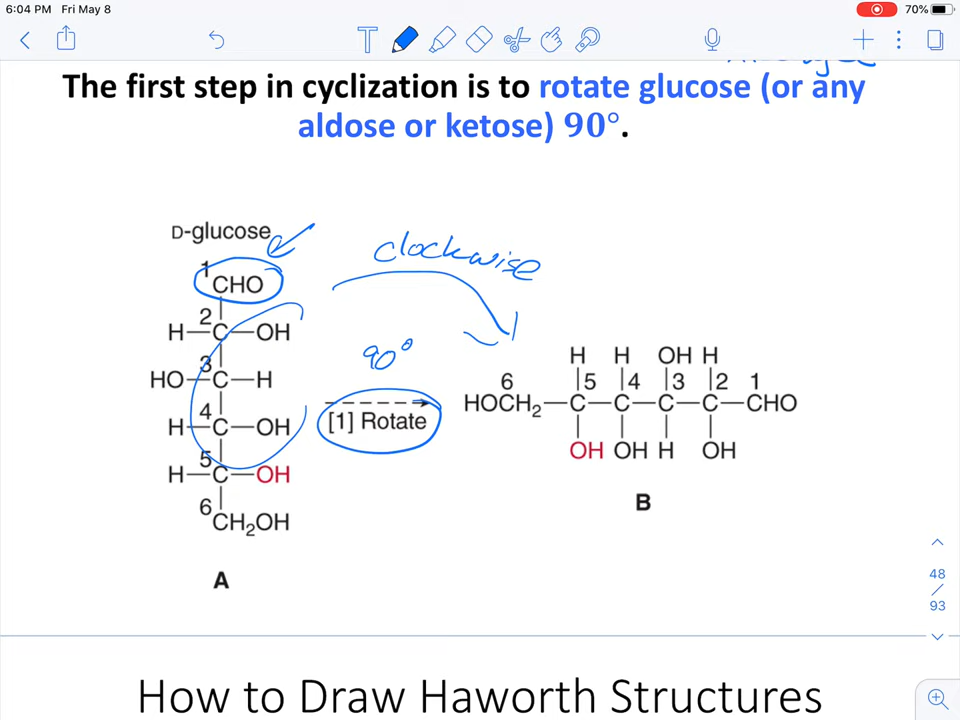 6:04 PM Fri May 8
70%
The first step in cyclization is to rotate glucose (or any
aldose or ketose) 90°.
D-glucose
clockwise
90°
1
CHO
2
H—C—OH
3
HO—C—H
4
H—C—OH
5
H—C—OH
6
CH₂OH
A
[1] Rotate
H H OH H
6 5 4 3 2 1
HOCH₂—C—C—C—C—CHO
OH OH H OH
B
48
/
93
How to Draw Haworth Structures